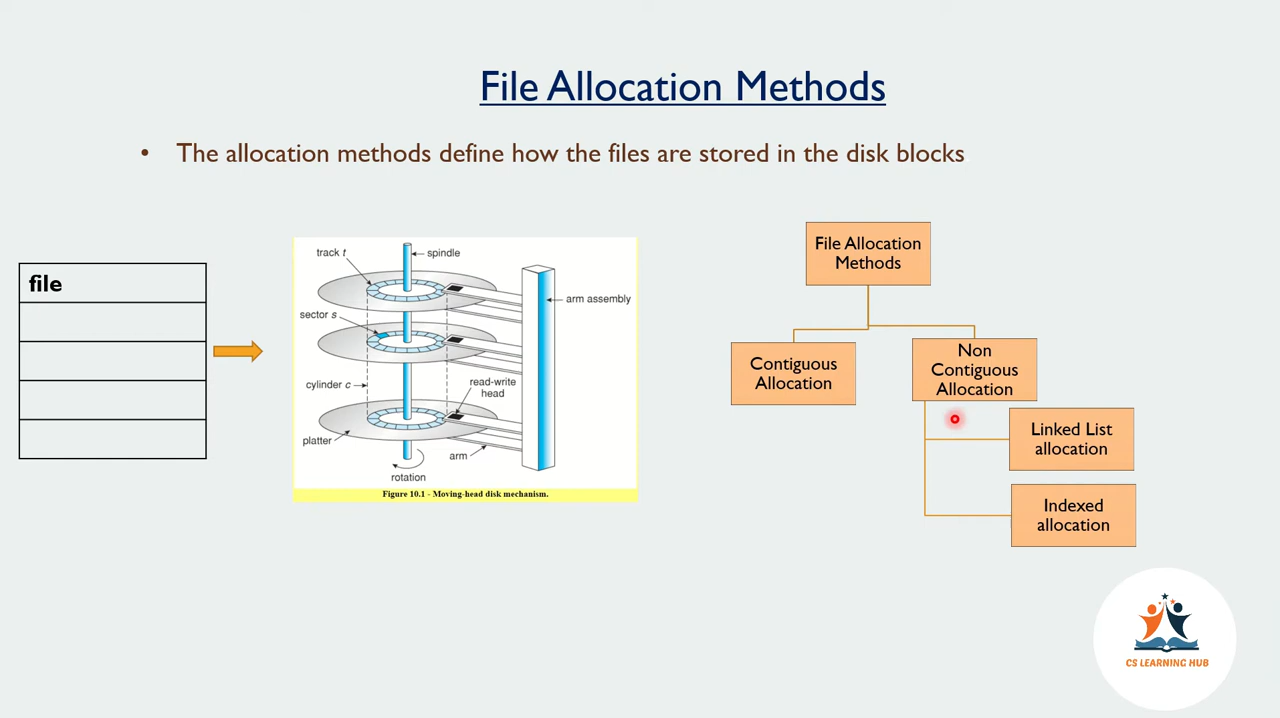 File Allocation Methods
• The allocation methods define how the files are stored in the disk blocks
file
track t
spindle
arm assembly
sector s
cylinder c
read-write
head
platter
arm
rotation
Figure 10.1 - Moving-head disk mechanism.
File Allocation
Methods
Contiguous
Allocation
Non
Contiguous
Allocation
Linked List
allocation
Indexed
allocation
CS LEARNING HUB